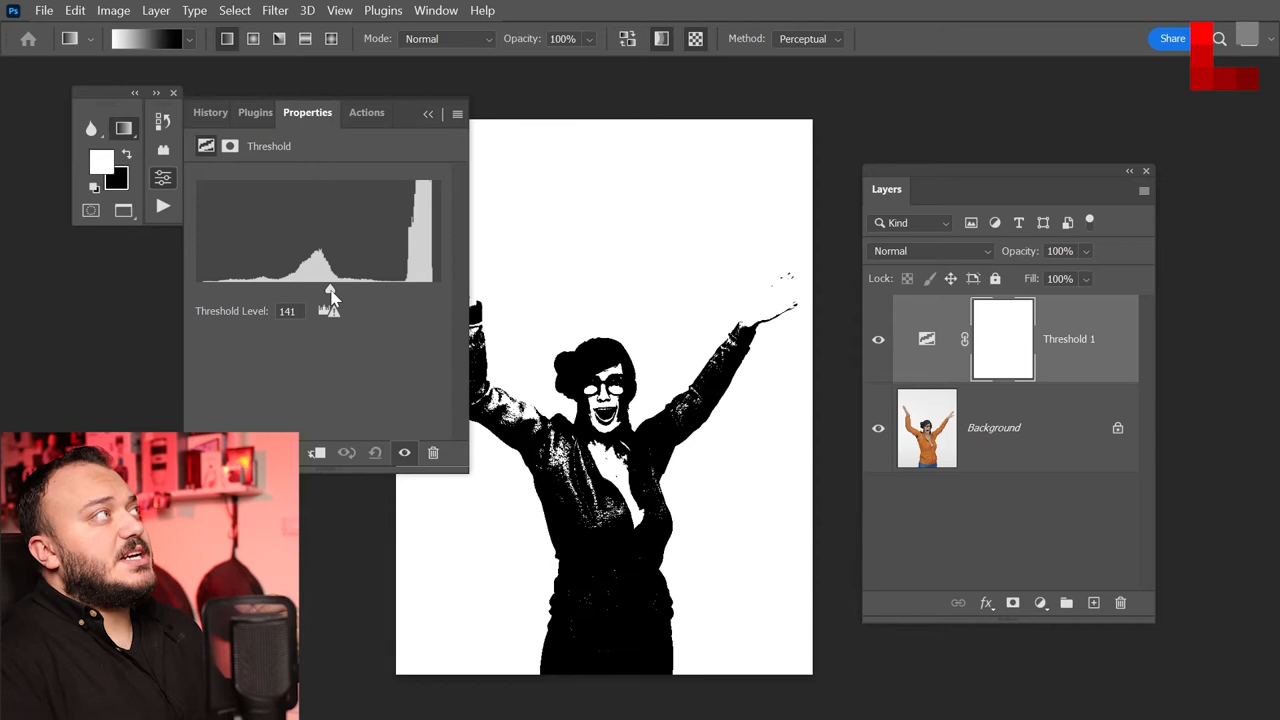 Ps File Edit Image Layer Type Select Filter 3D View Plugins Window Help
Mode: Normal Opacity: 100% Method: Perceptual Share
History Plugins Properties Actions
Threshold
Threshold Level: 141
Layers
Kind
Normal Opacity: 100%
Lock: Fill: 100%
Threshold 1
Background
fx